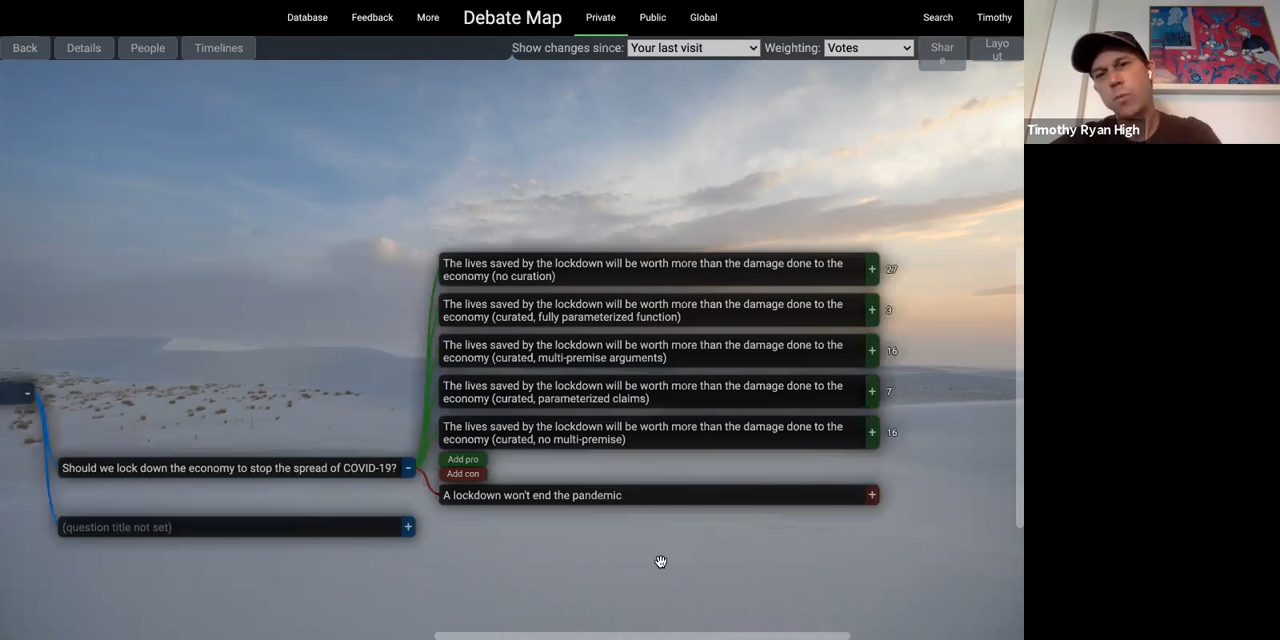 Database Feedback More Debate Map Private Public Global Search Timothy
Back Details People Timelines Show changes since: Your last visit Weighting: Votes Shar
e
Layo
ut
Timothy Ryan High
The lives saved by the lockdown will be worth more than the damage done to the
economy (no curation)
+ 27
The lives saved by the lockdown will be worth more than the damage done to the
economy (curated, fully parameterized function)
+ 3
The lives saved by the lockdown will be worth more than the damage done to the
economy (curated, multi-premise arguments)
+ 16
The lives saved by the lockdown will be worth more than the damage done to the
economy (curated, parameterized claims)
+ 7
The lives saved by the lockdown will be worth more than the damage done to the
economy (curated, no multi-premise)
+ 16
Add pro
Should we lock down the economy to stop the spread of COVID-19? -
Add con
A lockdown won't end the pandemic +
(question title not set) +